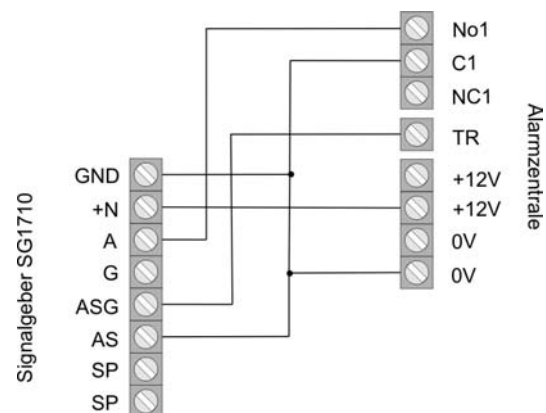 Signalgeber SG1710
GND
+N
A
G
ASG
AS
SP
SP
No1
C1
NC1
TR
+12V
+12V
0V
0V
Alarmzentrale